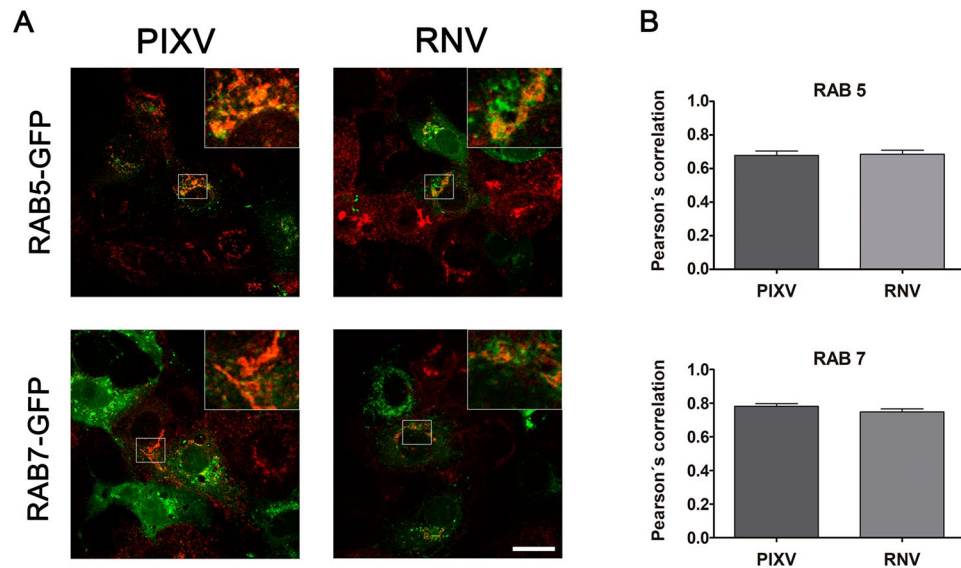 A
PIXV
RNV
RAB5-GFP
RAB7-GFP
B
RAB 5
Pearson´s correlation
1.0
0.8
0.6
0.4
0.2
0.0
PIXV
RNV
RAB 7
Pearson´s correlation
1.0
0.8
0.6
0.4
0.2
0.0
PIXV
RNV